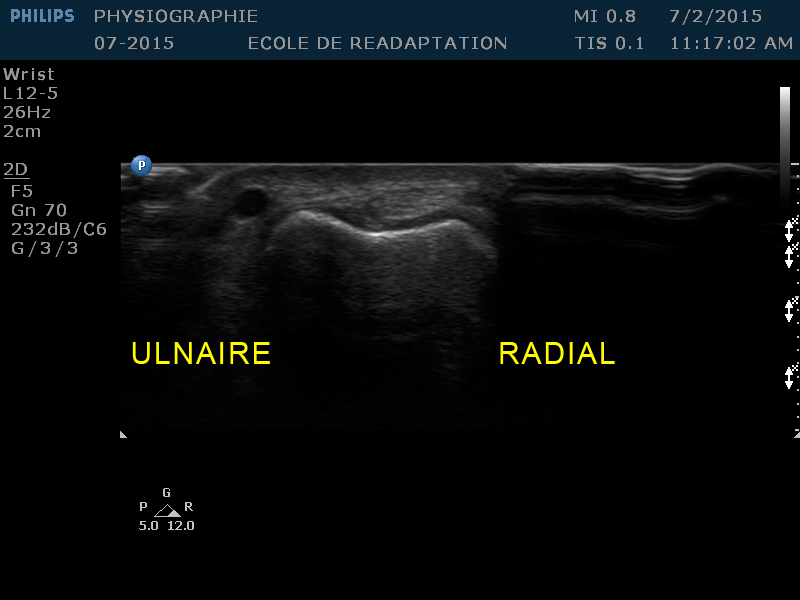 PHILIPS PHYSIOGRAPHIE MI 0.8 7/2/2015
07-2015 ECOLE DE READAPTATION TIS 0.1 11:17:02 AM
Wrist
L12-5
26Hz
2cm
2D
F5
Gn 70
232dB/C6
G/3/3
P
ULNAIRE RADIAL
G
P R
5.0 12.0